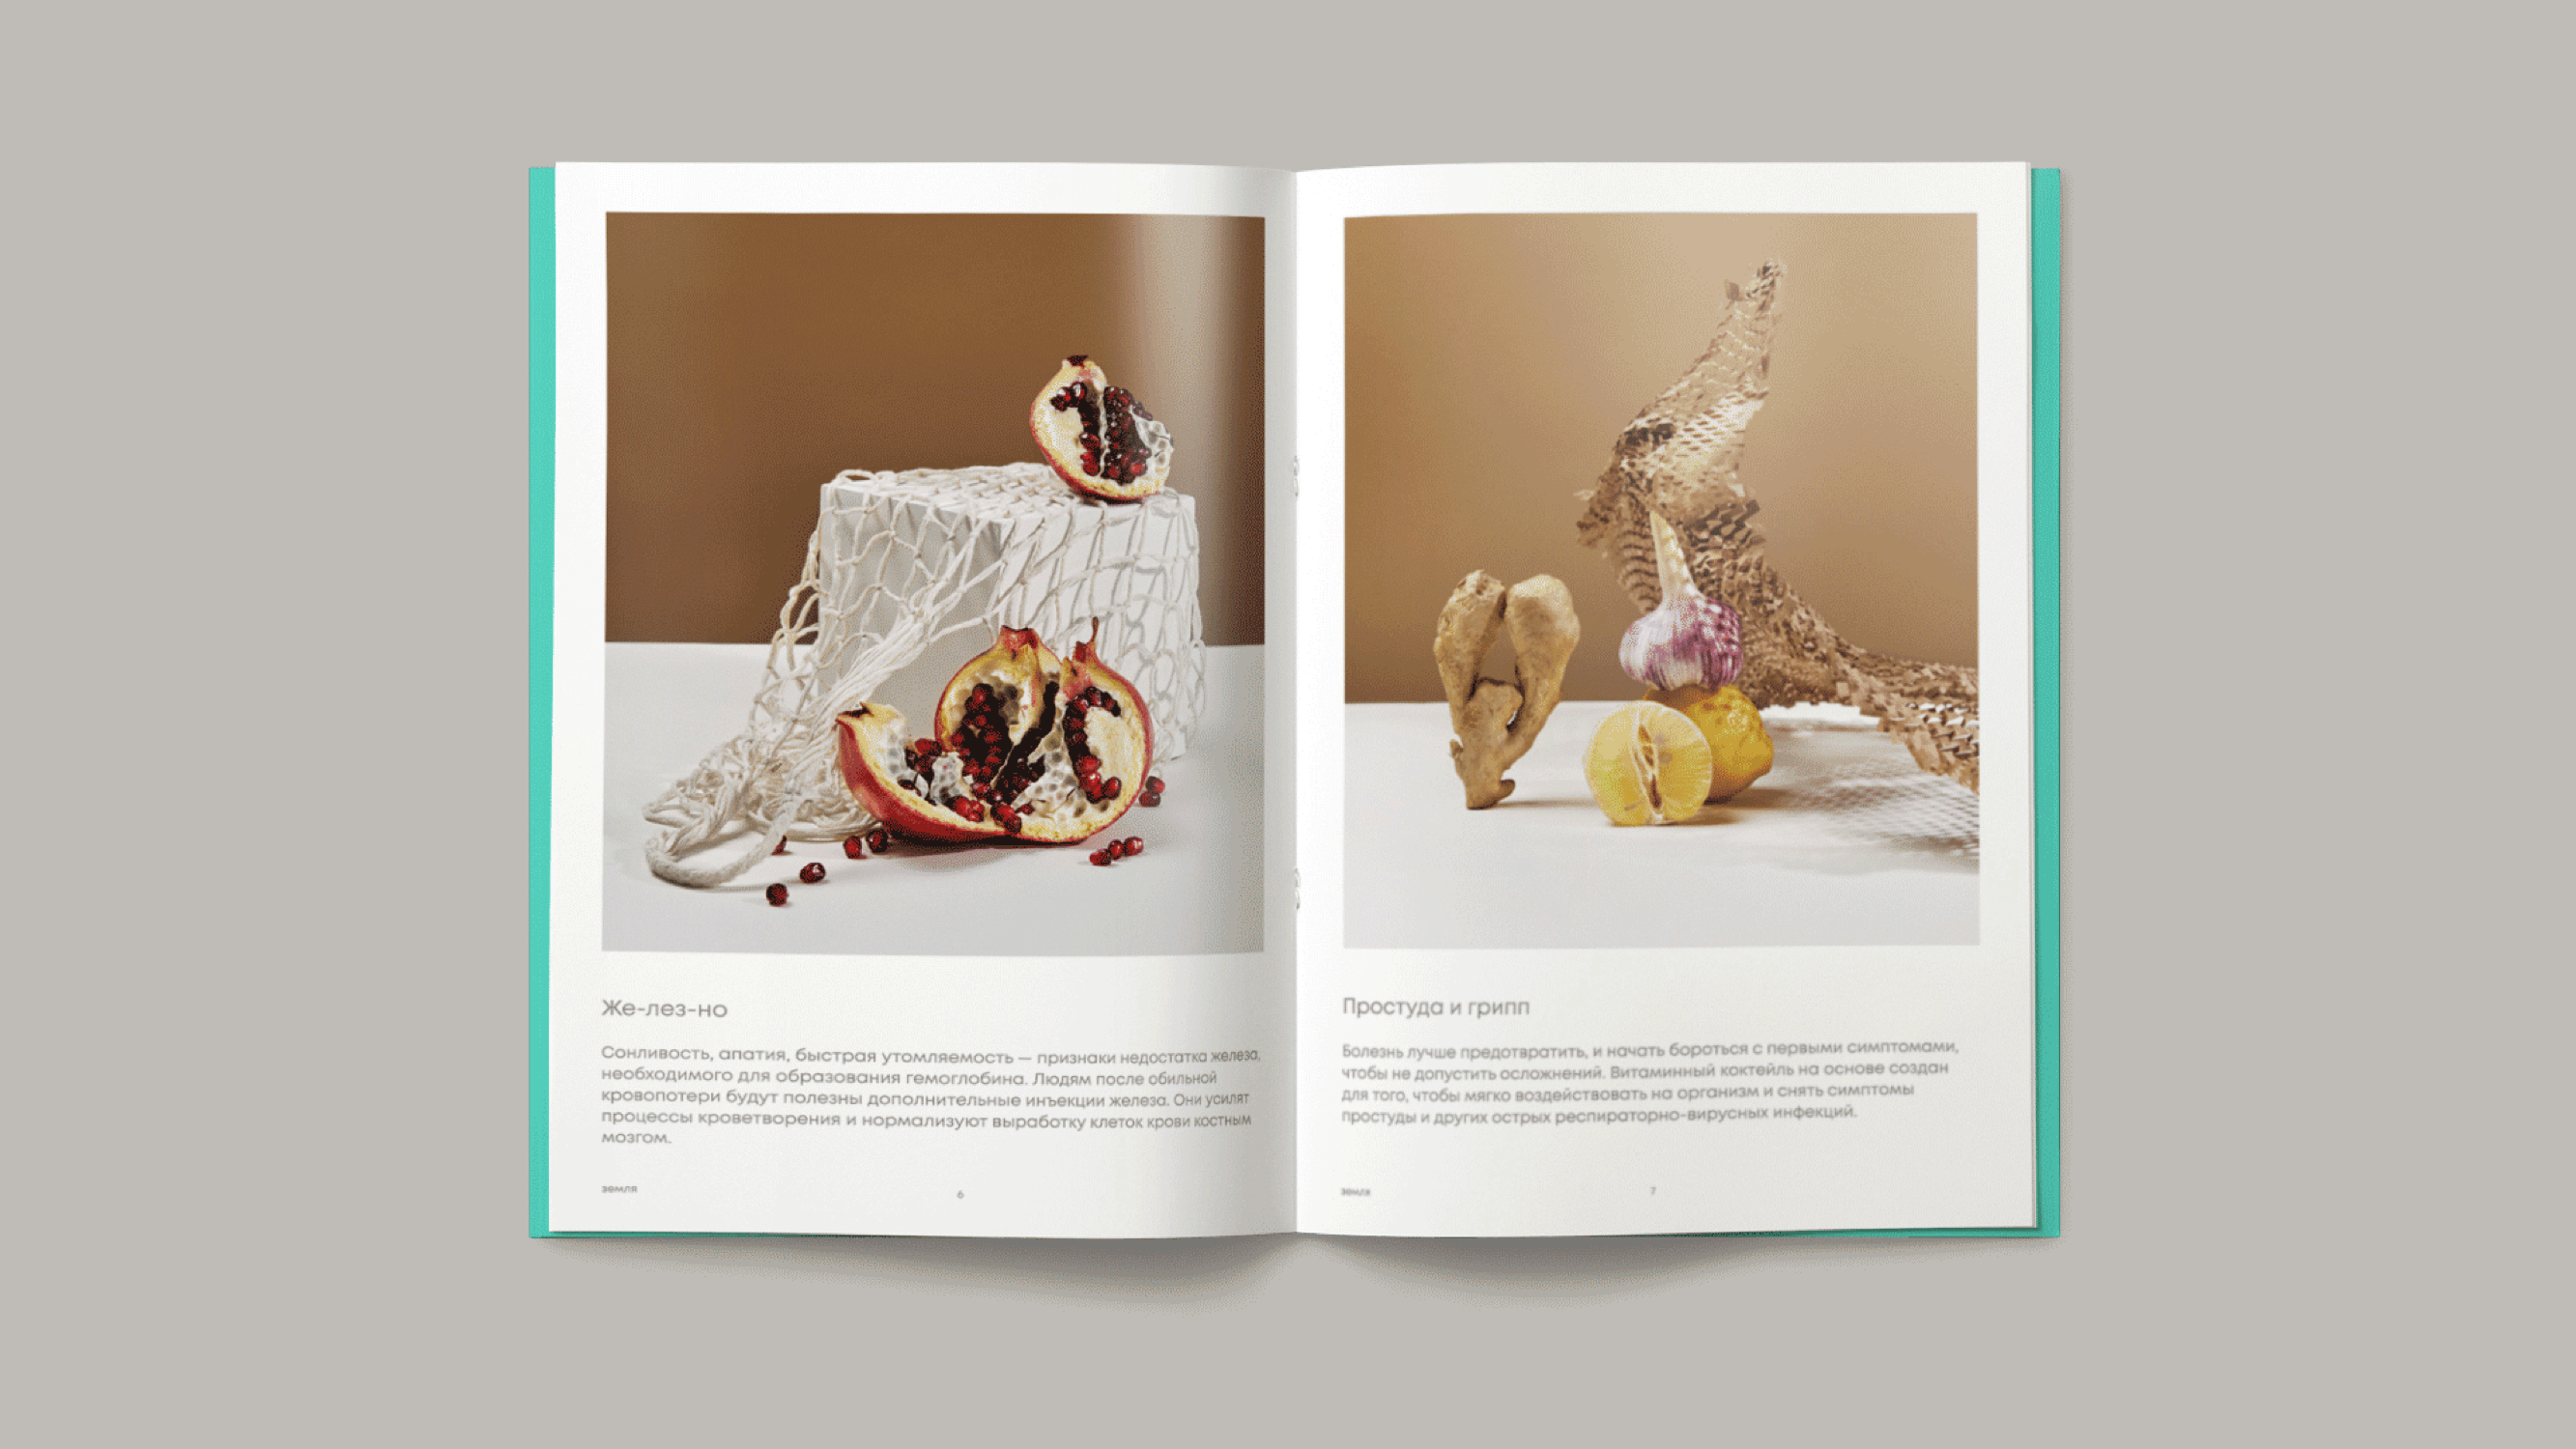 Же-лез-но
Сонливость, апатия, быстрая утомляемость — признаки недостатка железа,
необходимого для образования гемоглобина. Людям после обильной
кровопотери будут полезны дополнительные инъекции железа. Они усилят
процессы кроветворения и нормализуют выработку клеток крови костным
мозгом.
земля
6
Простуда и грипп
Болезнь лучше предотвратить, и начать бороться с первыми симптомами,
чтобы не допустить осложнений. Витаминный коктейль на основе создан
для того, чтобы мягко воздействовать на организм и снять симптомы
простуды и других острых респираторно-вирусных инфекций.
земля
7